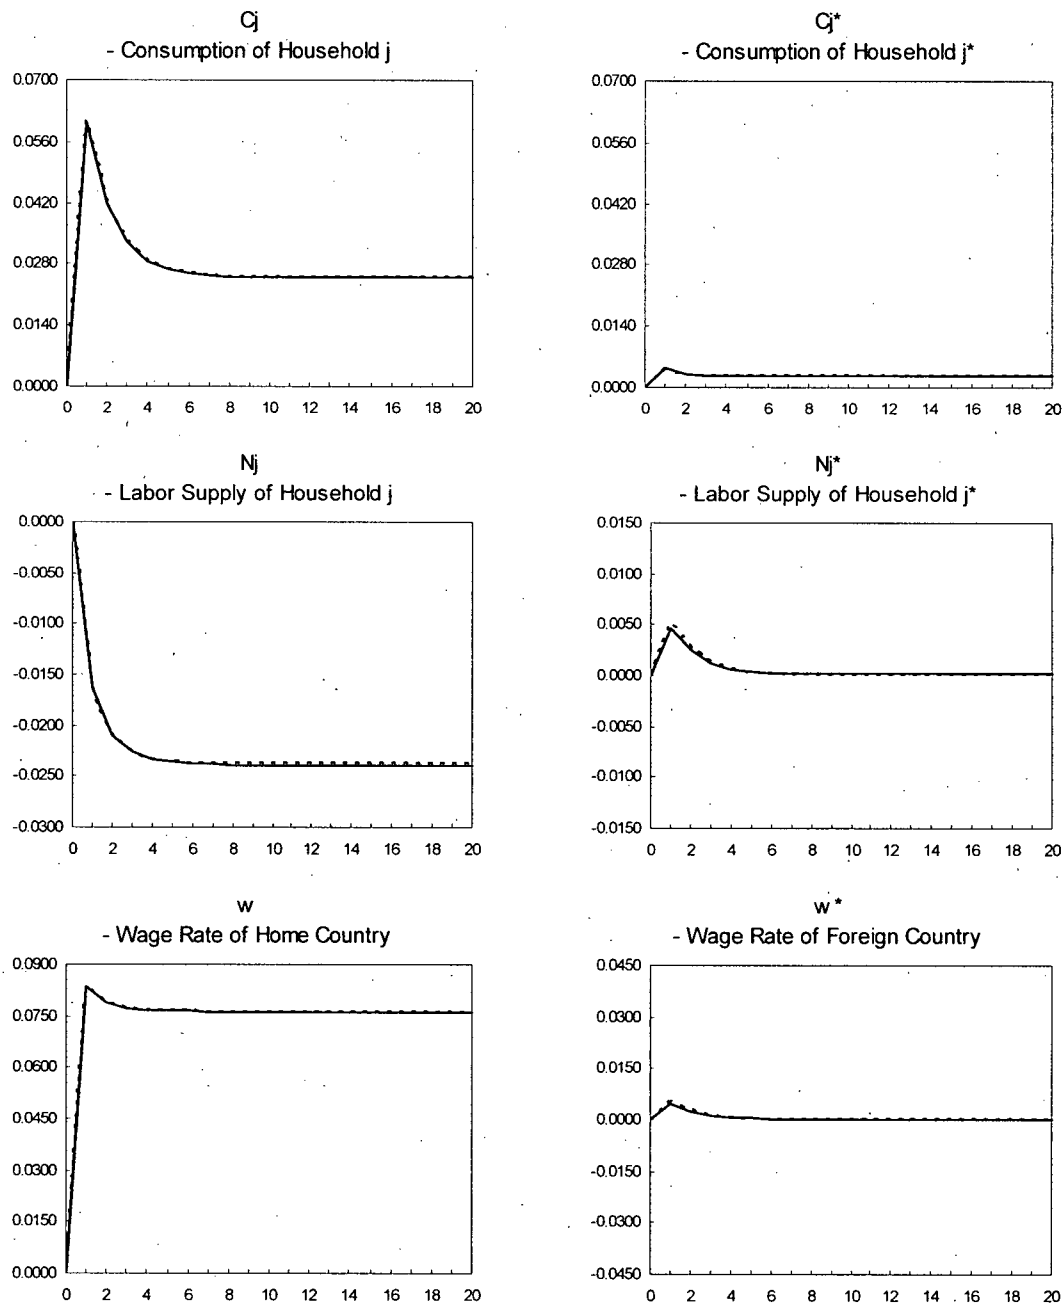 Cj
- Consumption of Household j
0.0700
0.0560
0.0420
0.0280
0.0140
0.0000
0 2 4 6 8 10 12 14 16 18 20
Cj*
- Consumption of Household j*
0.0700
0.0560
0.0420
0.0280
0.0140
0.0000
0 2 4 6 8 10 12 14 16 18 20
Nj
- Labor Supply of Household j
0.0000
-0.0050
-0.0100
-0.0150
-0.0200
-0.0250
-0.0300
0 2 4 6 8 10 12 14 16 18 20
Nj*
- Labor Supply of Household j*
0.0150
0.0100
0.0050
0.0000
-0.0050
-0.0100
-0.0150
0 2 4 6 8 10 12 14 16 18 20
w
- Wage Rate of Home Country
0.0900
0.0750
0.0600
0.0450
0.0300
0.0150
0.0000
0 2 4 6 8 10 12 14 16 18 20
w*
- Wage Rate of Foreign Country
0.0450
0.0300
0.0150
0.0000
-0.0150
-0.0300
-0.0450
0 2 4 6 8 10 12 14 16 18 20